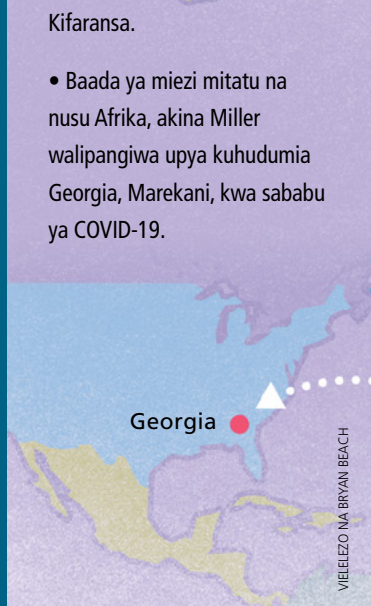 Kifaransa.
• Baada ya miezi mitatu na
nusu Afrika, akina Miller
walipangiwa upya kuhudumia
Georgia, Marekani, kwa sababu
ya COVID-19.
Georgia
VIELELEZO NA BRYAN BEACH